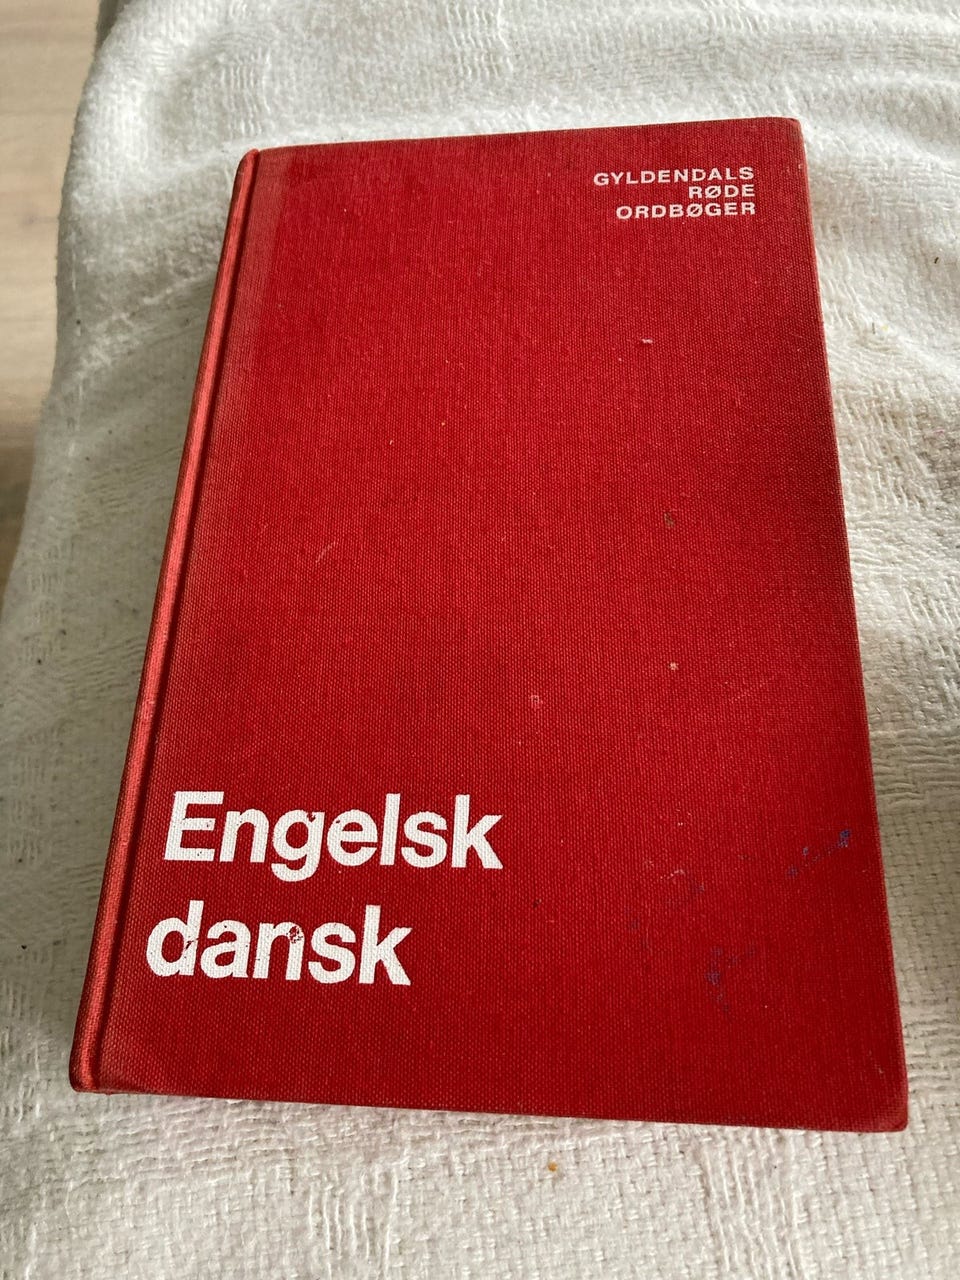 GYLDENDALS
RØDE
ORDBØGER
Engelsk
dansk